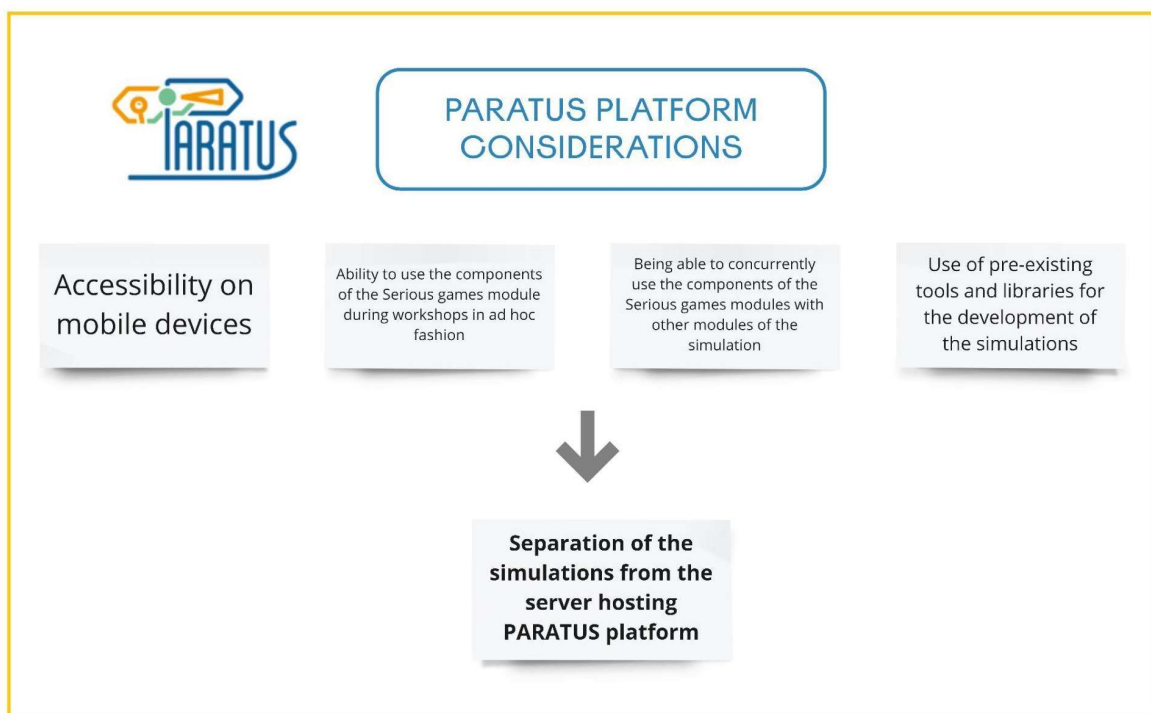 PARATUS
PARATUS PLATFORM
CONSIDERATIONS
Accessibility on
mobile devices
Ability to use the components
of the Serious games module
during workshops in ad hoc
fashion
Being able to concurrently
use the components of the
Serious games modules with
other modules of the
simulation
Use of pre-existing
tools and libraries for
the development of
the simulations
Separation of the
simulations from the
server hosting
PARATUS platform